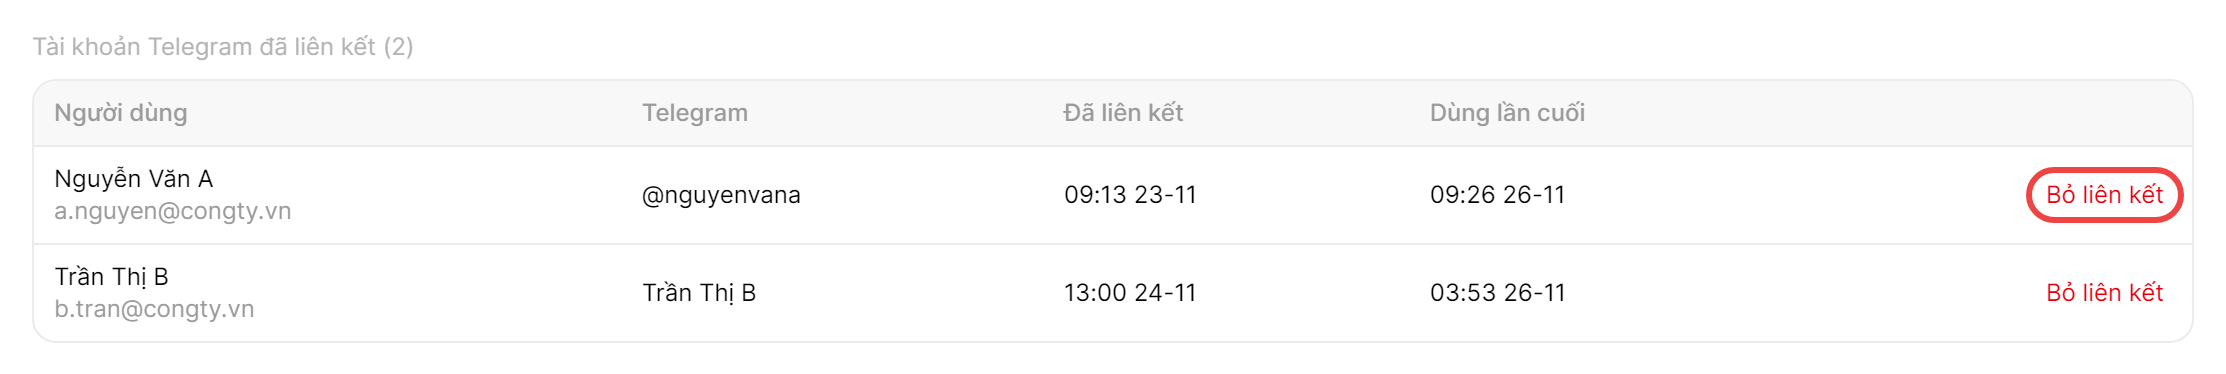 Tài khoản Telegram đã liên kết (2)
Người dùng Telegram Đã liên kết Dùng lần cuối
Nguyễn Văn A
a.nguyen@congty.vn
@nguyenvana 09:13 23-11 09:26 26-11 Bỏ liên kết
Trần Thị B
b.tran@congty.vn
Trần Thị B 13:00 24-11 03:53 26-11 Bỏ liên kết